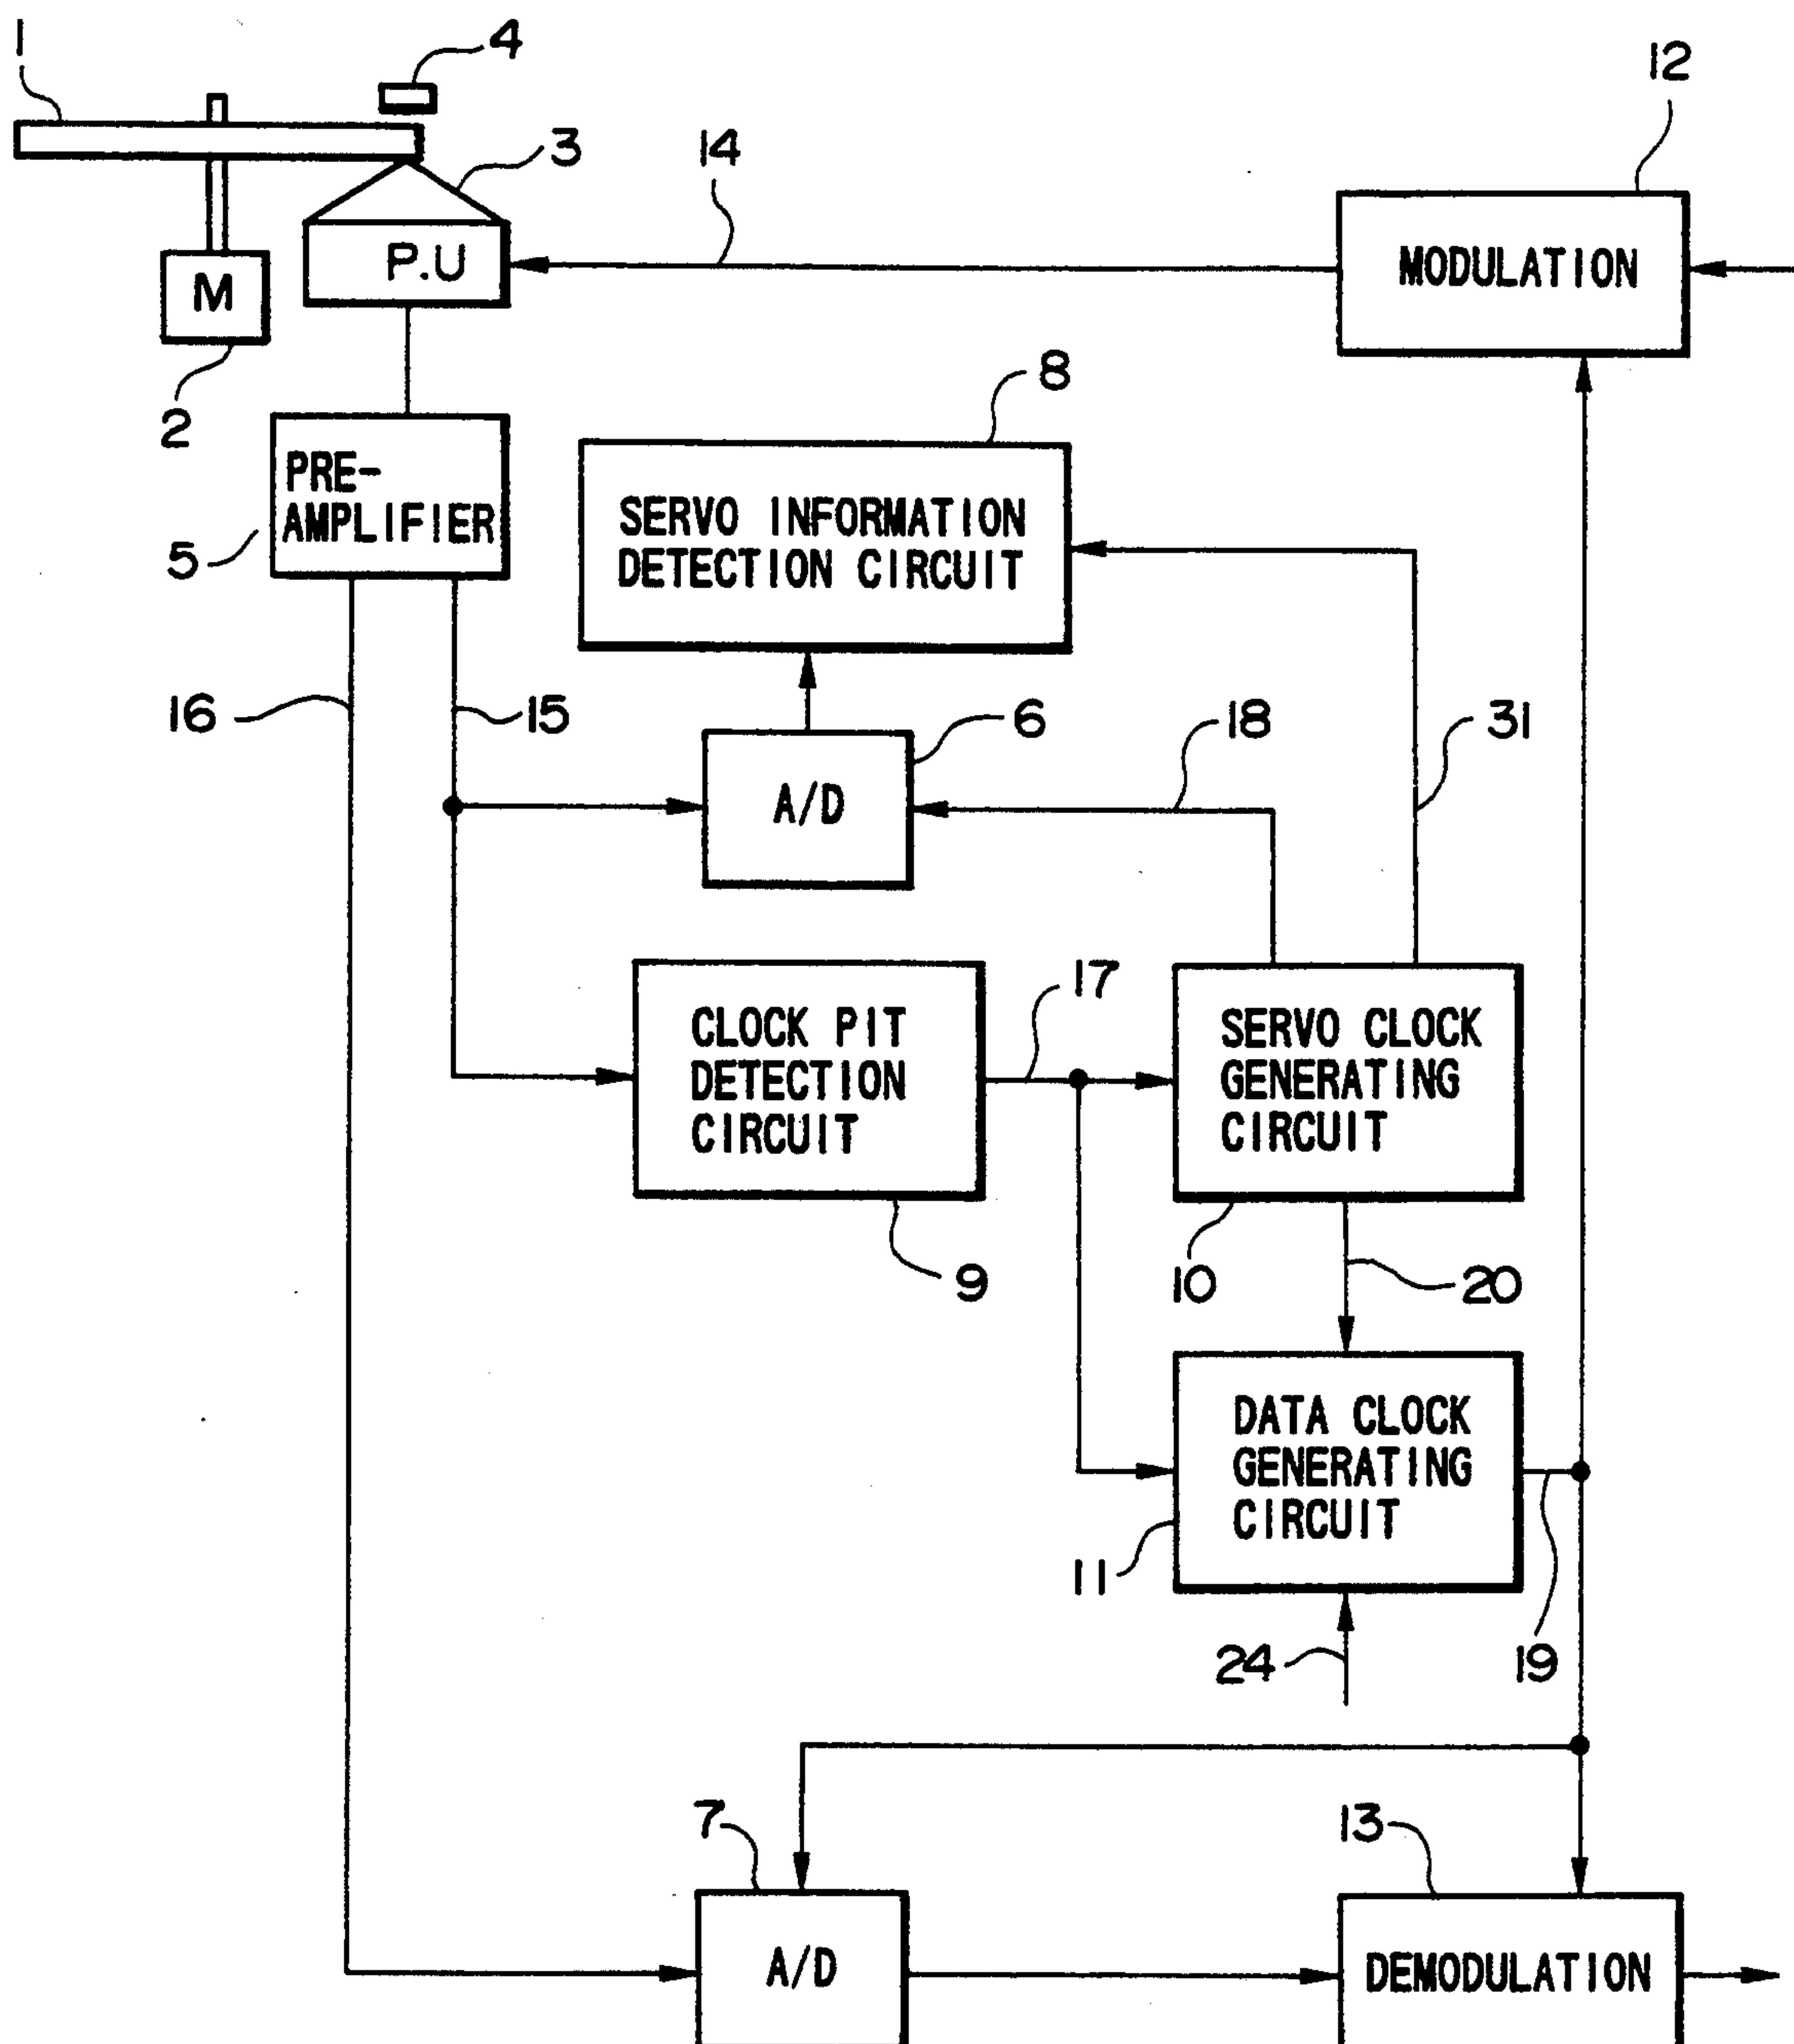 1
4
12
3
14
P.U
MODULATION
M
2
8
PRE-
AMPLIFIER
5
SERVO INFORMATION
DETECTION CIRCUIT
16
15
6
18
31
A/D
17
CLOCK PIT
DETECTION
CIRCUIT
SERVO CLOCK
GENERATING
CIRCUIT
9
10
20
DATA CLOCK
GENERATING
CIRCUIT
11
24
19
7
13
A/D
DEMODULATION